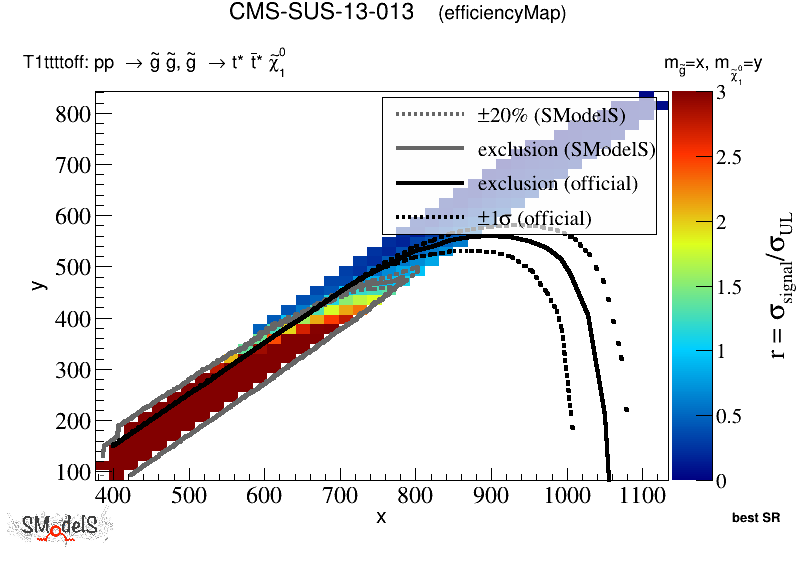 CMS-SUS-13-013 (efficiencyMap)
T1ttttoff: pp → g̃ g̃, g̃ → t* t̄* χ̃₁⁰
m_g̃=x, m_χ̃₁⁰=y
±20% (SModelS)
exclusion (SModelS)
exclusion (official)
±1σ (official)
800
700
600
500
400
300
200
100
y
400 500 600 700 800 900 1000 1100
x
3
2.5
2
1.5
1
0.5
0
r = σ_signal/σ_UL
SModelS
best SR